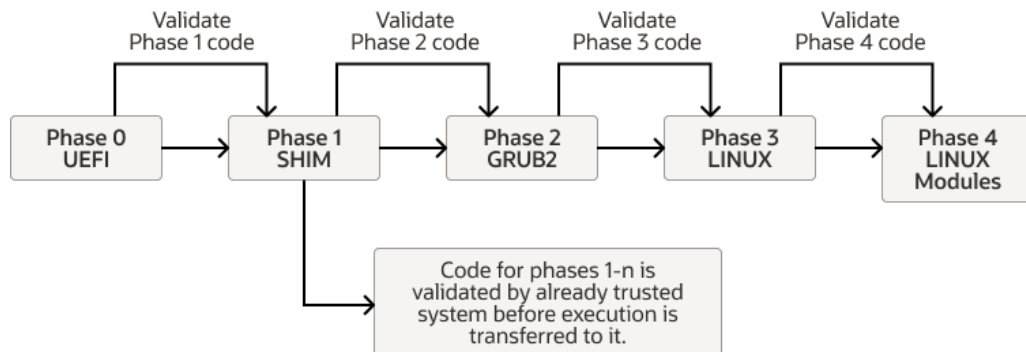 Validate
Phase 1 code
Validate
Phase 2 code
Validate
Phase 3 code
Validate
Phase 4 code
Phase 0
UEFI
Phase 1
SHIM
Phase 2
GRUB2
Phase 3
LINUX
Phase 4
LINUX
Modules
Code for phases 1-n is
validated by already trusted
system before execution is
transferred to it.